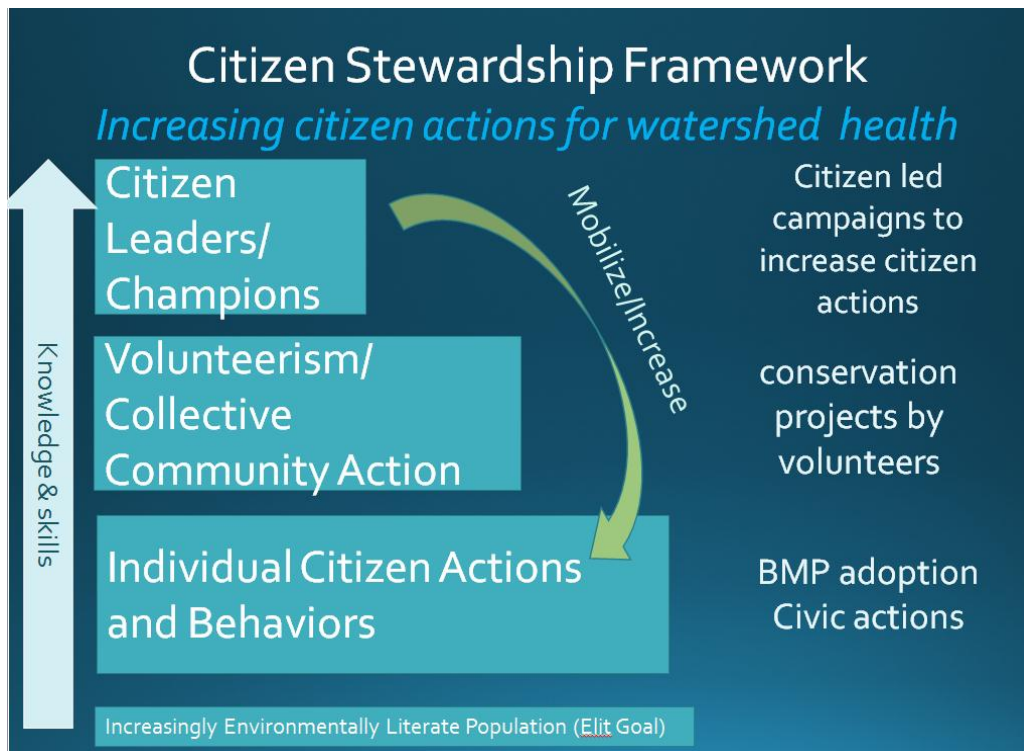 Citizen Stewardship Framework
Increasing citizen actions for watershed health
Citizen
Leaders/
Champions
Mobilize/Increase
Citizen led
campaigns to
increase citizen
actions
Knowledge & skills
Volunteerism/
Collective
Community Action
conservation
projects by
volunteers
Individual Citizen Actions
and Behaviors
BMP adoption
Civic actions
Increasingly Environmentally Literate Population (Elit Goal)